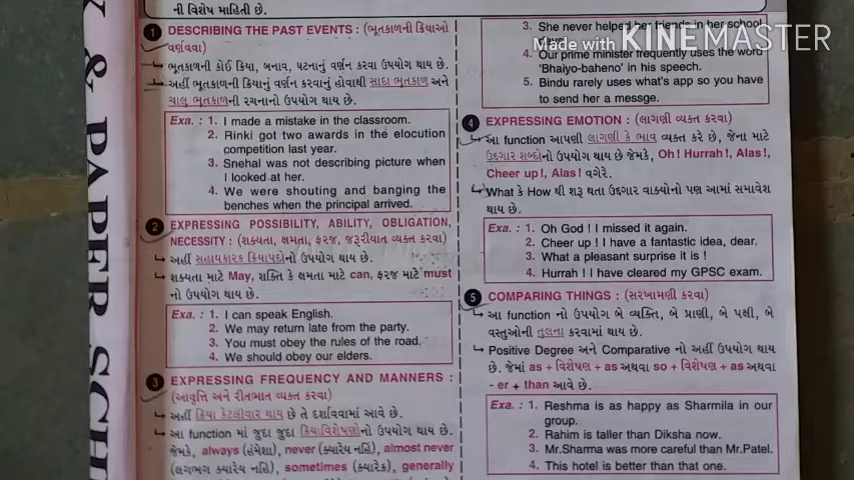 ની વિશેષ માહિતી છે.
1 DESCRIBING THE PAST EVENTS : (ભૂતકાળની ક્રિયાઓ
વર્ણવવા)
ભૂતકાળની કોઈ ક્રિયા, બનાવ, ઘટનાનું વર્ણન કરવા ઉપયોગ થાય છે.
અહીં ભૂતકાળની ક્રિયાનું વર્ણન કરવાનું હોવાથી સાદા ભૂતકાળ અને
ચાલુ ભૂતકાળની રચનાનો ઉપયોગ થાય છે.
Exa. : 1. I made a mistake in the classroom.
2. Rinki got two awards in the elocution
competition last year.
3. Snehal was not describing picture when
I looked at her.
4. We were shouting and banging the
benches when the principal arrived.
2 EXPRESSING POSSIBILITY, ABILITY, OBLIGATION,
NECESSITY : (શક્યતા, ક્ષમતા, ફરજ, જરૂરીયાત વ્યક્ત કરવા)
અહીં સહાયકારક ક્રિયાપદોનો ઉપયોગ થાય છે.
શક્યતા માટે May, શક્તિ કે ક્ષમતા માટે can, ફરજ માટે must
નો ઉપયોગ થાય છે.
Exa. : 1. I can speak English.
2. We may return late from the party.
3. You must obey the rules of the road.
4. We should obey our elders.
3 EXPRESSING FREQUENCY AND MANNERS :
(આવૃત્તિ અને રીતભાત વ્યક્ત કરવા)
અહીં ક્રિયા કેટલીવાર થાય છે તે દર્શાવવામાં આવે છે.
આ function માં જુદા જુદા ક્રિયાવિશેષણોનો ઉપયોગ થાય છે.
જેમકે, always (હંમેશા), never (ક્યારેય નહિ), almost never
(લગભગ ક્યારેય નહિ), sometimes (ક્યારેક), generally
3. She never helped her friends in her school
4. Our prime minister frequently uses the word
'Bhaiyo-baheno' in his speech.
5. Bindu rarely uses what's app so you have
to send her a messge.
4 EXPRESSING EMOTION : (લાગણી વ્યક્ત કરવા)
આ function આપણી લાગણી કે ભાવ વ્યક્ત કરે છે, જેના માટે
ઉદગાર શબ્દોનો ઉપયોગ થાય છે જેમકે, Oh! Hurrah!, Alas!,
Cheer up!, Alas! વગેરે.
What કે How થી શરૂ થતા ઉદગાર વાક્યોનો પણ આમાં સમાવેશ
થાય છે.
Exa. : 1. Oh God ! I missed it again.
2. Cheer up ! I have a fantastic idea, dear.
3. What a pleasant surprise it is !
4. Hurrah ! I have cleared my GPSC exam.
5 COMPARING THINGS : (સરખામણી કરવા)
આ function નો ઉપયોગ બે વ્યક્તિ, બે પ્રાણી, બે પક્ષી, બે
વસ્તુઓની તુલના કરવામાં થાય છે.
Positive Degree અને Comparative નો અહીં ઉપયોગ થાય
છે. જેમાં as + વિશેષણ + as અથવા so + વિશેષણ + as અથવા
- er + than આવે છે.
Exa. : 1. Reshma is as happy as Sharmila in our
group.
2. Rahim is taller than Diksha now.
3. Mr.Sharma was more careful than Mr.Patel.
4. This hotel is better than that one.
Made with KINEMASTER
& PAPER SCH